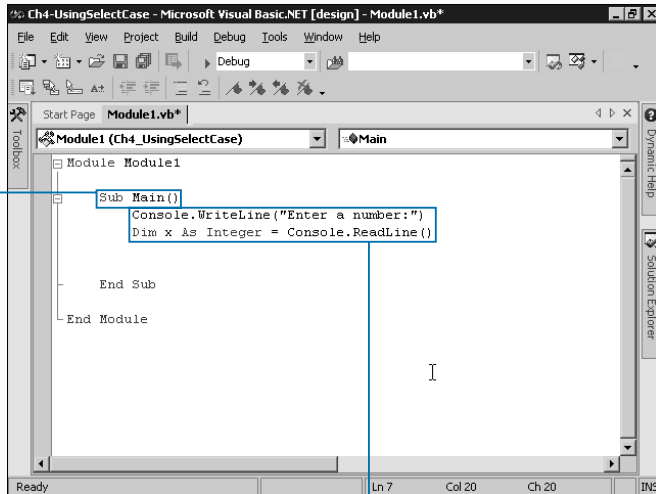 Ch4-UsingSelectCase - Microsoft Visual Basic.NET [design] - Module1.vb*
File Edit View Project Build Debug Tools Window Help
Debug
Start Page Module1.vb*
Toolbox
Module1 (Ch4_UsingSelectCase) Main
Module Module1
Sub Main()
Console.WriteLine("Enter a number:")
Dim x As Integer = Console.ReadLine()
End Sub
End Module
Dynamic Help
Solution Explorer
Ready Ln 7 Col 20 Ch 20 INS